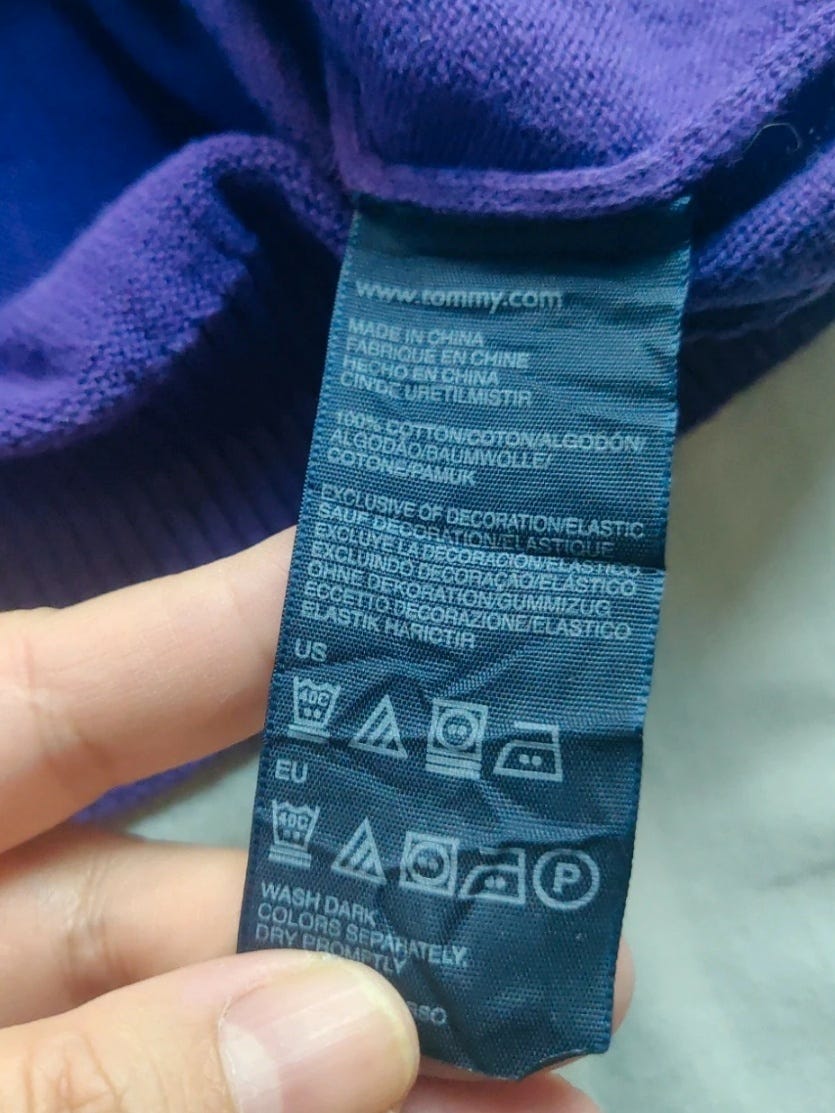 www.tommy.com
MADE IN CHINA
FABRIQUE EN CHINE
HECHO EN CHINA
CIN'DE URETILMISTIR
100% COTTON/COTON/ALGODÓN/
ALGODÃO/BAUMWOLLE/
COTONE/PAMUK
EXCLUSIVE OF DECORATION/ELASTIC
SAUF DECORATION/ELASTIQUE
EXCLUYE LA DECORACION/ELASTICO
EXCLUINDO DECORAÇAO/ELÁSTICO
OHNE DEKORATION/GUMMIZUG
ECCETTO DECORAZIONE/ELASTICO
ELASTIK HARICTIR
US
40C
EU
40C
P
WASH DARK
COLORS SEPARATELY.
DRY PROMPTLY